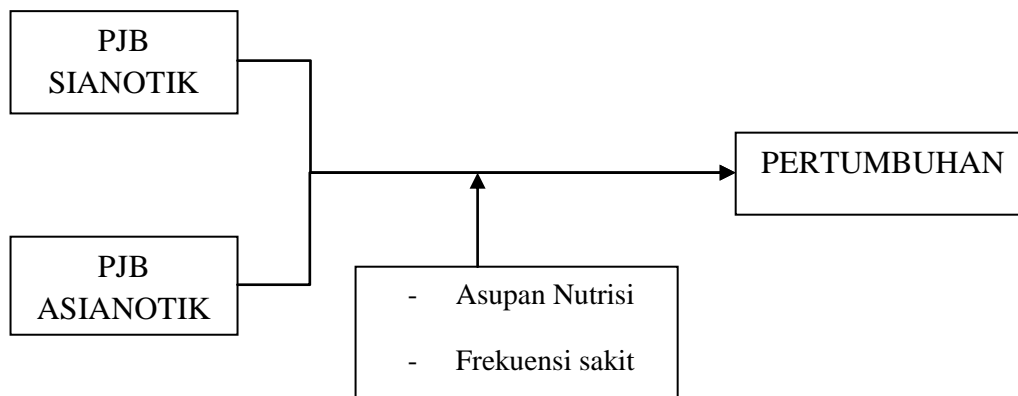 PJB
SIANOTIK
PERTUMBUHAN
PJB
ASIANOTIK
- Asupan Nutrisi
- Frekuensi sakit